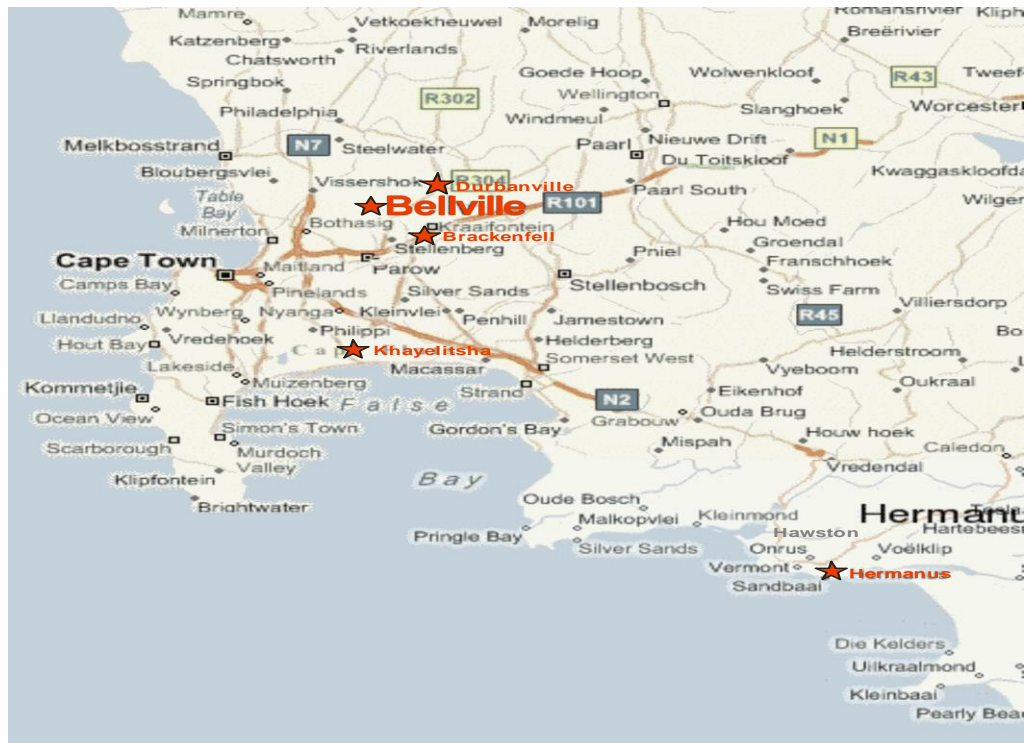 Mamre
Vetkoekheuwel
Morelig
Romansrivier
Breërivier
Katzenberg
Riverlands
Chatsworth
Goede Hoop
Wolwenkloof
R43
Springbok
R302
Wellington
Slanghoek
Worcester
Philadelphia
Windmeul
Melkbosstrand
N7
Steelwater
Paarl
Nieuwe Drift
N1
Du Toitskloof
Bloubergsvlei
Vissershok
R304
Durbanville
Paarl South
Table
Bay
Bellville
R101
Milnerton
Bothasig
Kraaifontein
Brackenfell
Hou Moed
Stellenberg
Pniel
Groendal
Cape Town
Maitland
Parow
Franschhoek
Camps Bay
Pinelands
Silver Sands
Stellenbosch
Swiss Farm
Llandudno
Wynberg
Nyanga
Kleinvlei
Penhill
Jamestown
R45
Villiersdorp
Hout Bay
Vredehoek
Philippi
Khayelitsha
Helderberg
Helderstroom
Lakeside
Macassar
Somerset West
Vyeboom
Kommetjie
Muizenberg
Strand
Oukraal
Fish Hoek
False
N2
Eikenhof
Ocean View
Simon's Town
Gordon's Bay
Grabouw
Ouda Brug
Scarborough
Murdoch
Valley
Mispah
Houw hoek
Caledon
Klipfontein
Bay
Vredendal
Brightwater
Oude Bosch
Malkopvlei
Kleinmond
Pringle Bay
Silver Sands
Hawston
Onrus
Voëlklip
Vermont
Hermanus
Sandbaai
Die Kelders
Uilkraalmond
Kleinbaai
Pearly